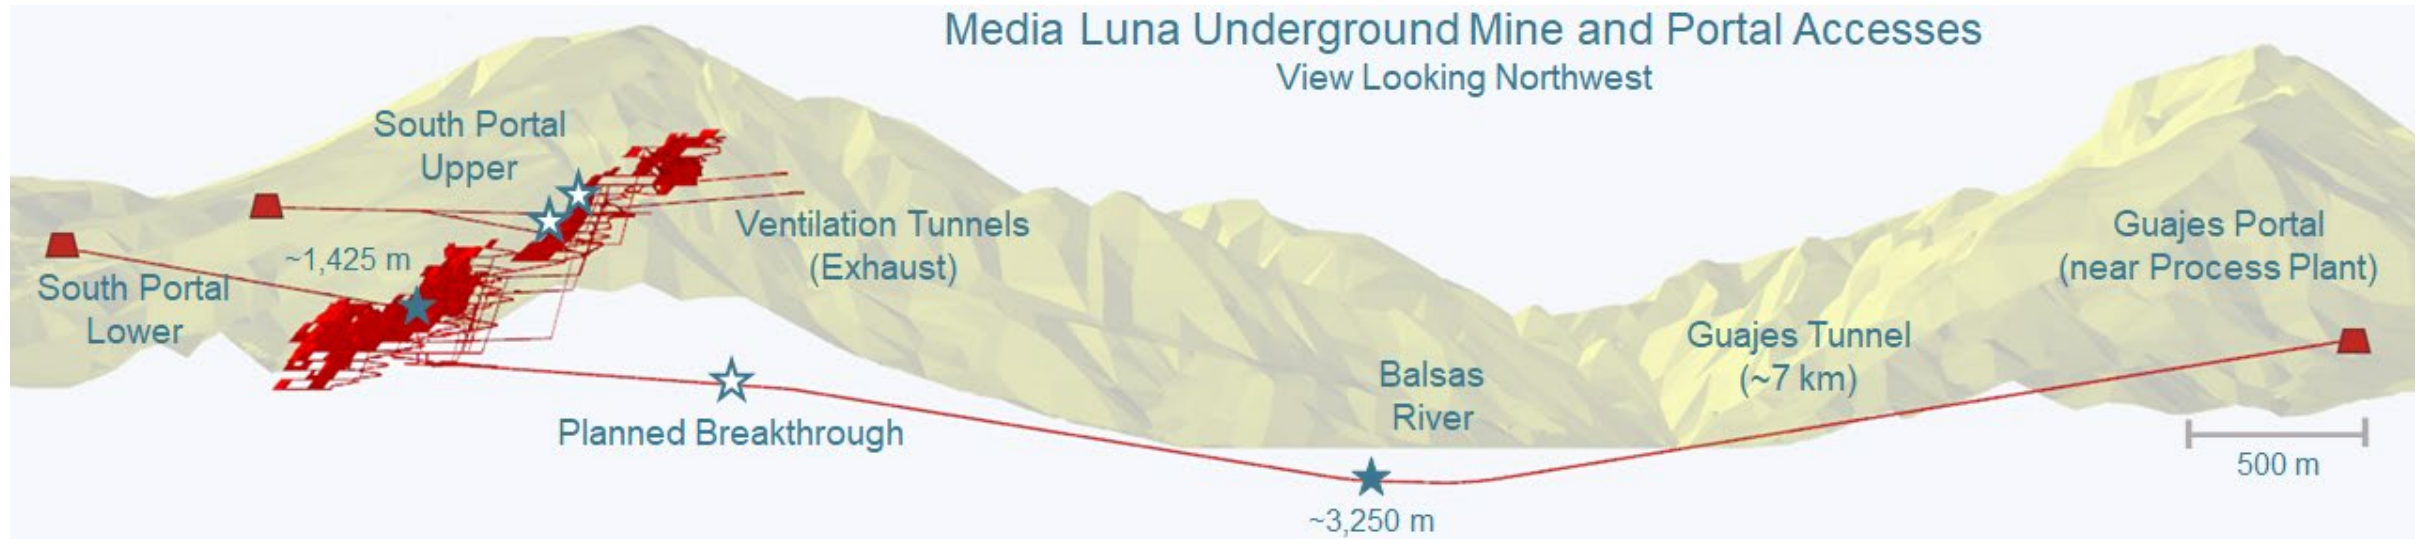 Media Luna Underground Mine and Portal Accesses
View Looking Northwest
South Portal
Upper
~1,425 m
South Portal
Lower
Ventilation Tunnels
(Exhaust)
Planned Breakthrough
Balsas
River
~3,250 m
Guajes Tunnel
(~7 km)
Guajes Portal
(near Process Plant)
500 m